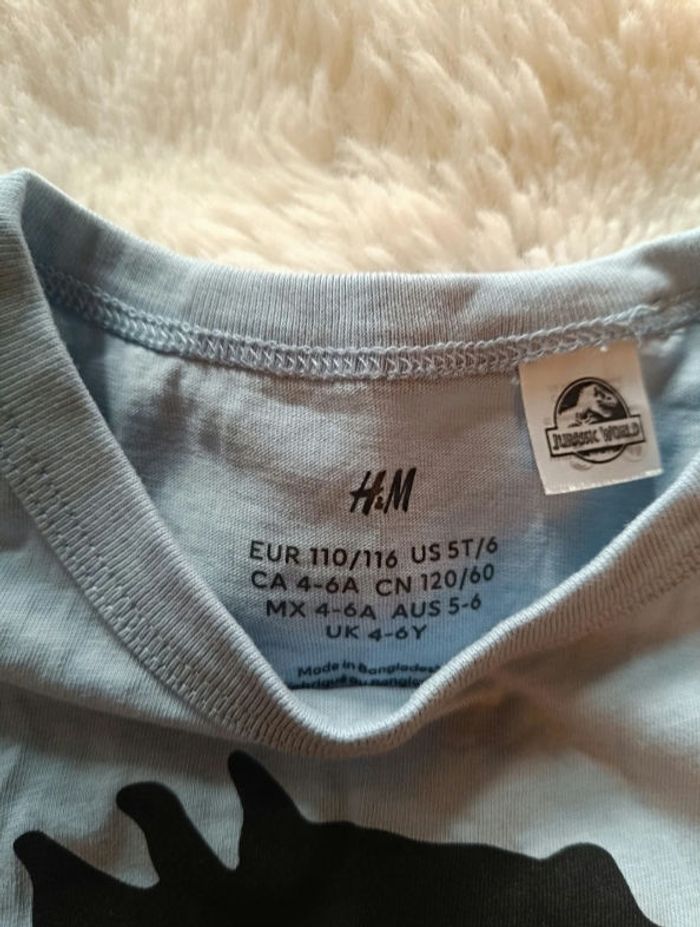 JURASSIC WORLD
H&M
EUR 110/116 US 5T/6
CA 4-6A CN 120/60
MX 4-6A AUS 5-6
UK 4-6Y
Made in